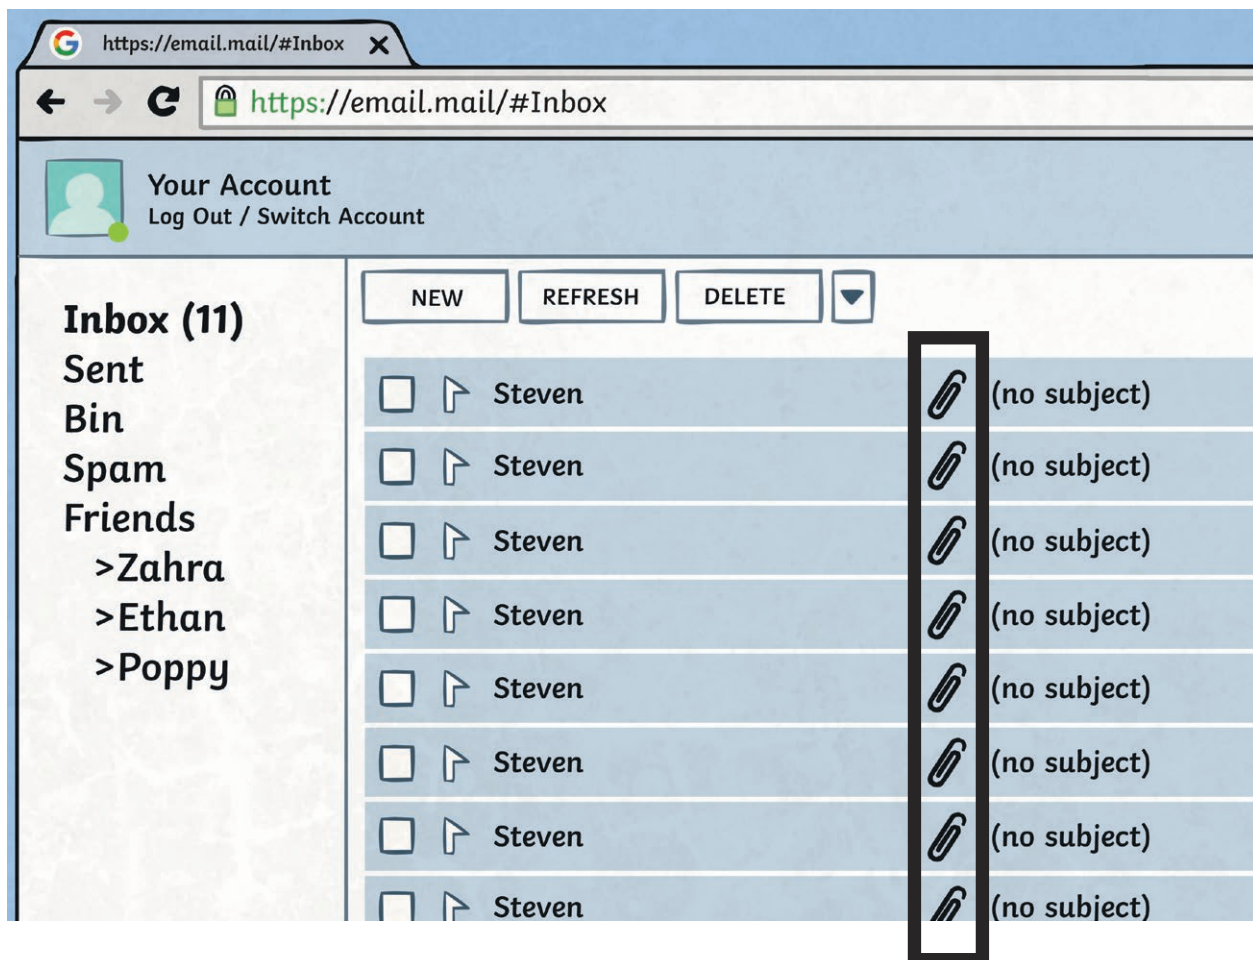 https://email.mail/#Inbox
https://email.mail/#Inbox
Your Account
Log Out / Switch Account
Inbox (11)
Sent
Bin
Spam
Friends
>Zahra
>Ethan
>Poppy
NEW REFRESH DELETE
Steven (no subject)
Steven (no subject)
Steven (no subject)
Steven (no subject)
Steven (no subject)
Steven (no subject)
Steven (no subject)
Steven (no subject)